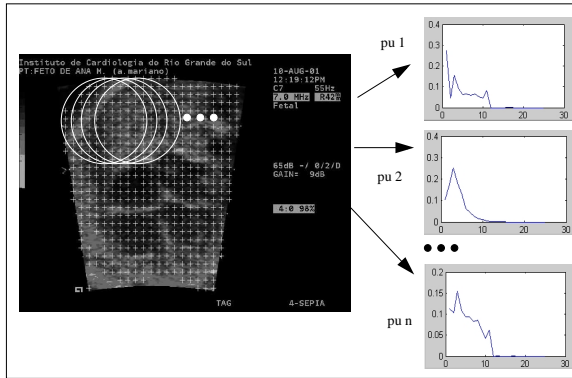 Instituto de Cardiologia do Rio Grande do Sul
PT:FETO DE ANA M. (a.mariano)
10-AUG-01
12:19:12PM
C7 55Hz
7.0 MHz R42%
Fetal
65dB ~/ 0/2/D
GAIN= 9dB
4:0 98%
TAG 4-SEPIA
pu 1
0.4
0.3
0.2
0.1
0
0 10 20 30
pu 2
0.4
0.3
0.2
0.1
0
0 10 20 30
pu n
0.2
0.15
0.1
0.05
0
0 10 20 30